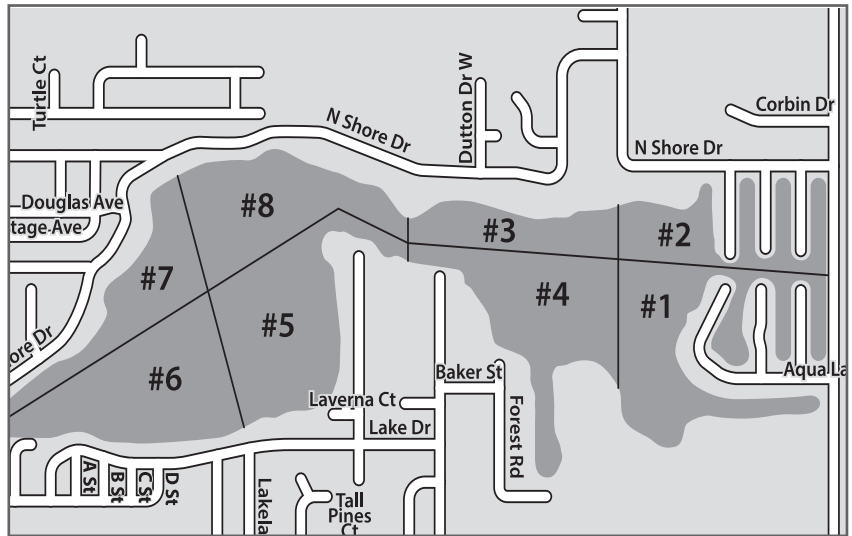 Turtle Ct
N Shore Dr
Dutton Dr W
Corbin Dr
N Shore Dr
Douglas Ave
tage Ave
#8
#3
#2
#7
#4
#1
#5
#6
ore Dr
Baker St
Aqua La
Laverna Ct
Forest Rd
Lake Dr
A St
B St
C St
D St
Lakela
Tall
Pines
Ct